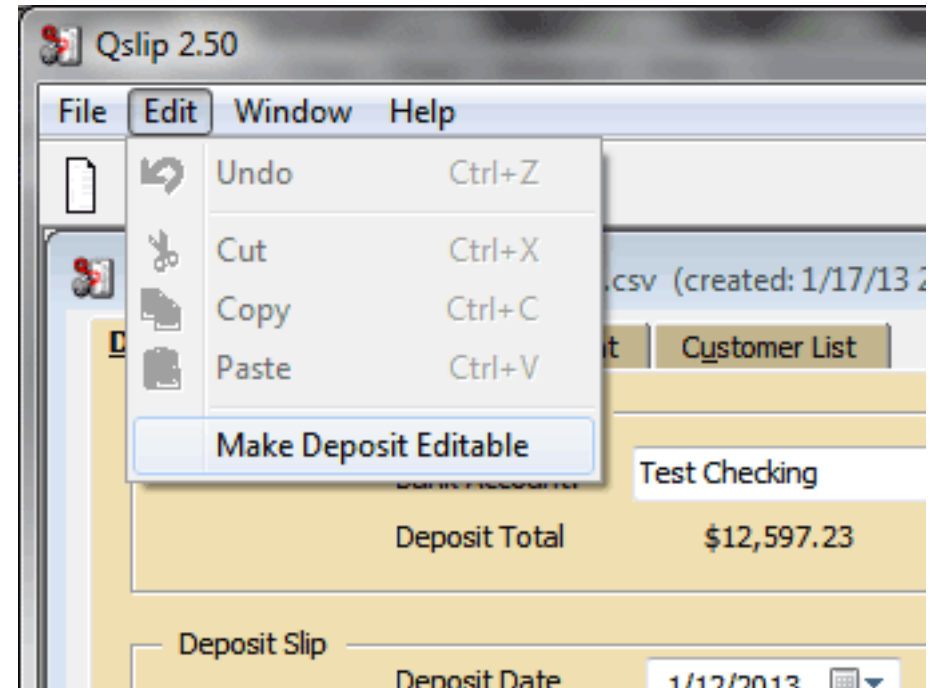 Qslip 2.50
File Edit Window Help
Undo Ctrl+Z
Cut Ctrl+X
.csv (created: 1/17/13 2
Copy Ctrl+C
Customer List
Paste Ctrl+V
Make Deposit Editable
Test Checking
Deposit Total $12,597.23
Deposit Slip
Deposit Date 1/12/2013